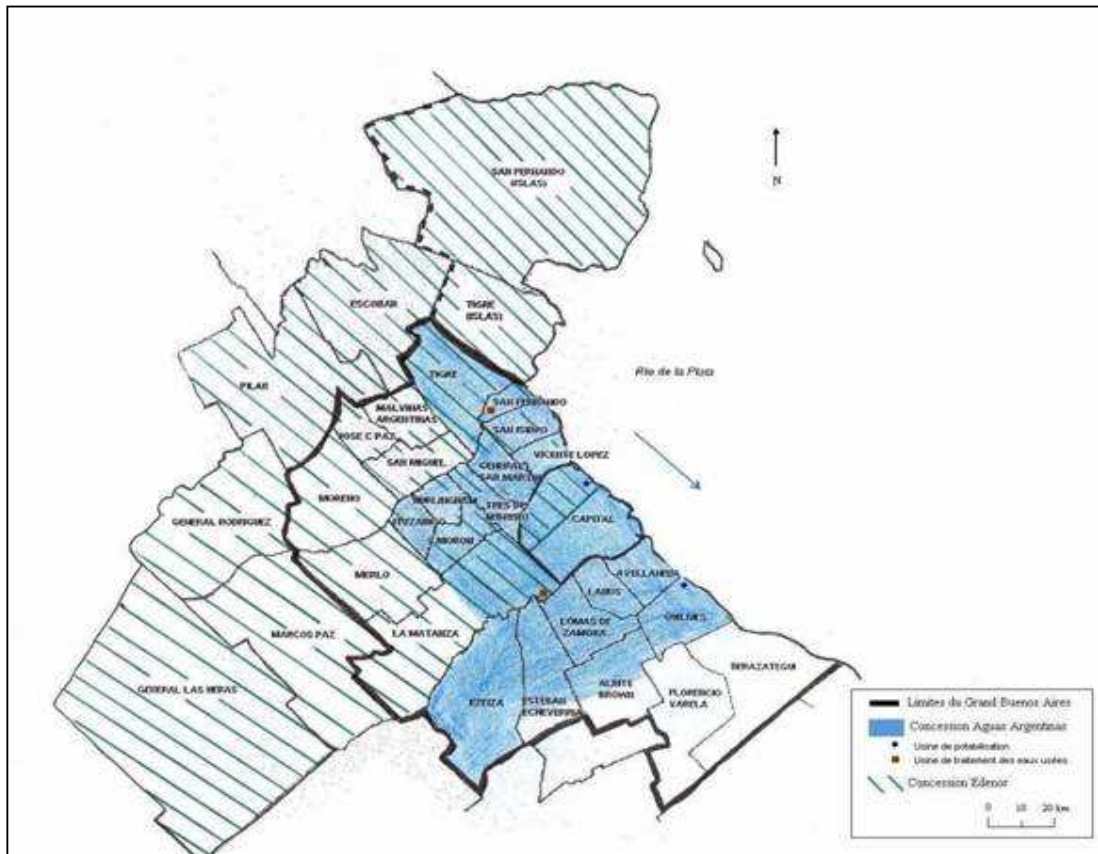 SAN FERNANDO
(ISLAS)
N
ESCOBAR
TIGRE
(ISLAS)
Rio de la Plata
TIGRE
PILAR
SAN FERNANDO
MALVINAS
ARGENTINAS
SAN ISIDRO
JOSE C PAZ
VICENTE LOPEZ
SAN MIGUEL
GENERAL
SAN MARTIN
MORENO
HURLINGHAM
TRES DE
FEBRERO
CAPITAL
GENERAL RODRIGUEZ
ITUZAINGO
MORON
AVELLANEDA
MERLO
LANUS
QUILMES
LOMAS DE
ZAMORA
MARCOS PAZ
LA MATANZA
BERAZATEGUI
GENERAL LAS HERAS
EZEIZA
ESTEBAN
ECHEVERRIA
ALMTE
BROWN
FLORENCIO
VARELA
Limites du Grand Buenos Aires
Concession Aguas Argentinas
Usine de potabilisation
Usine de traitement des eaux usées
Concession Edenor
0 10 20 km